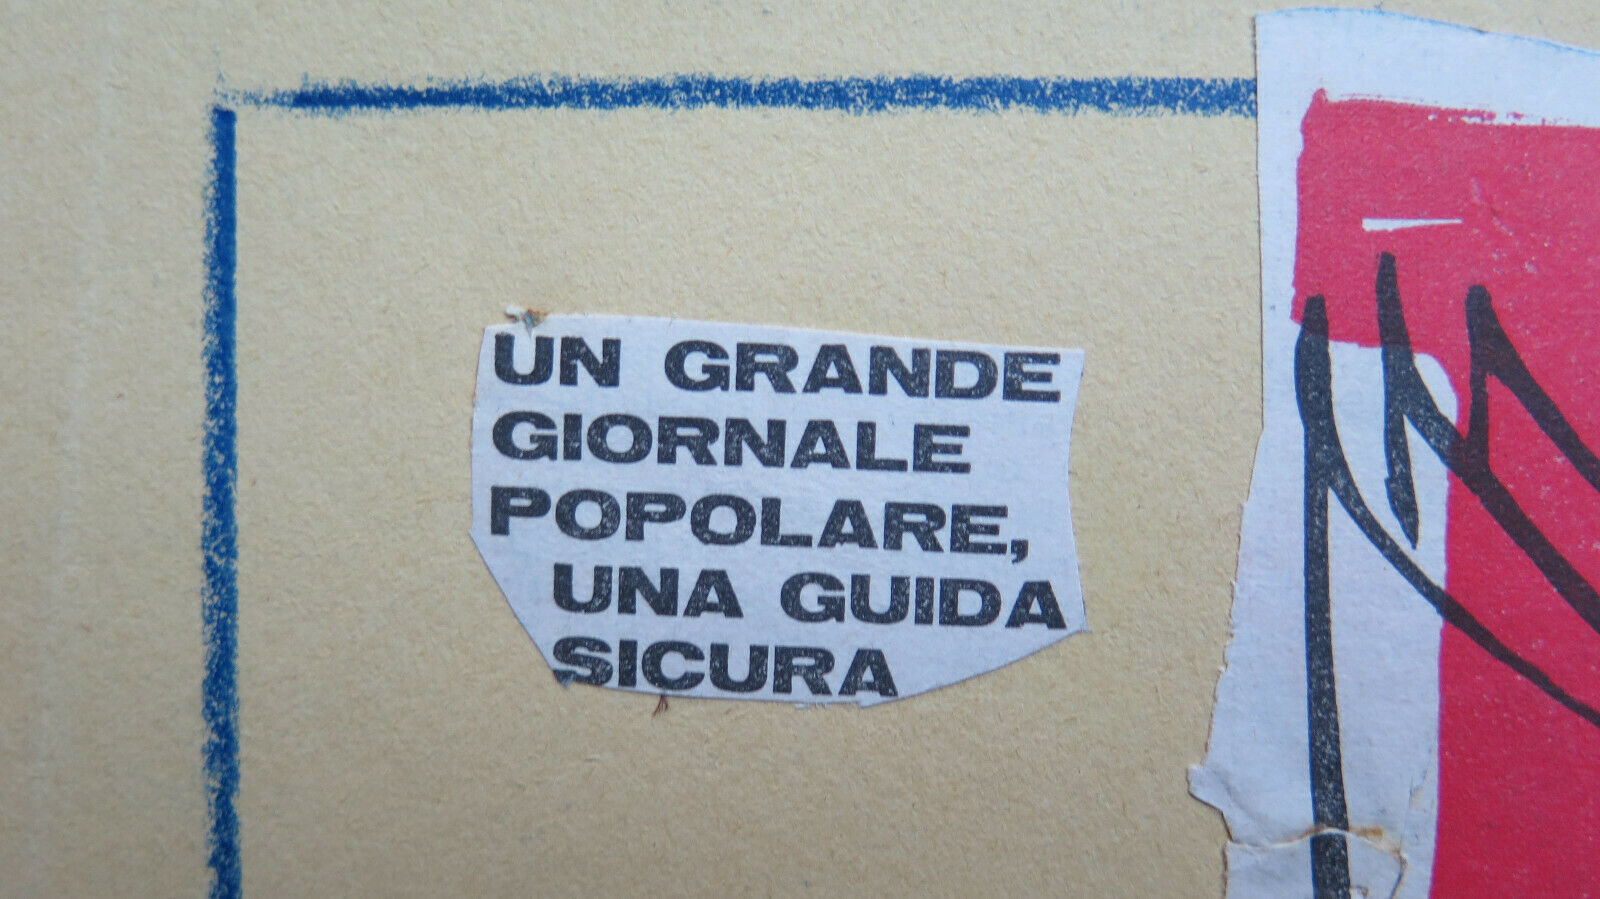 UN GRANDE
GIORNALE
POPOLARE,
UNA GUIDA
SICURA